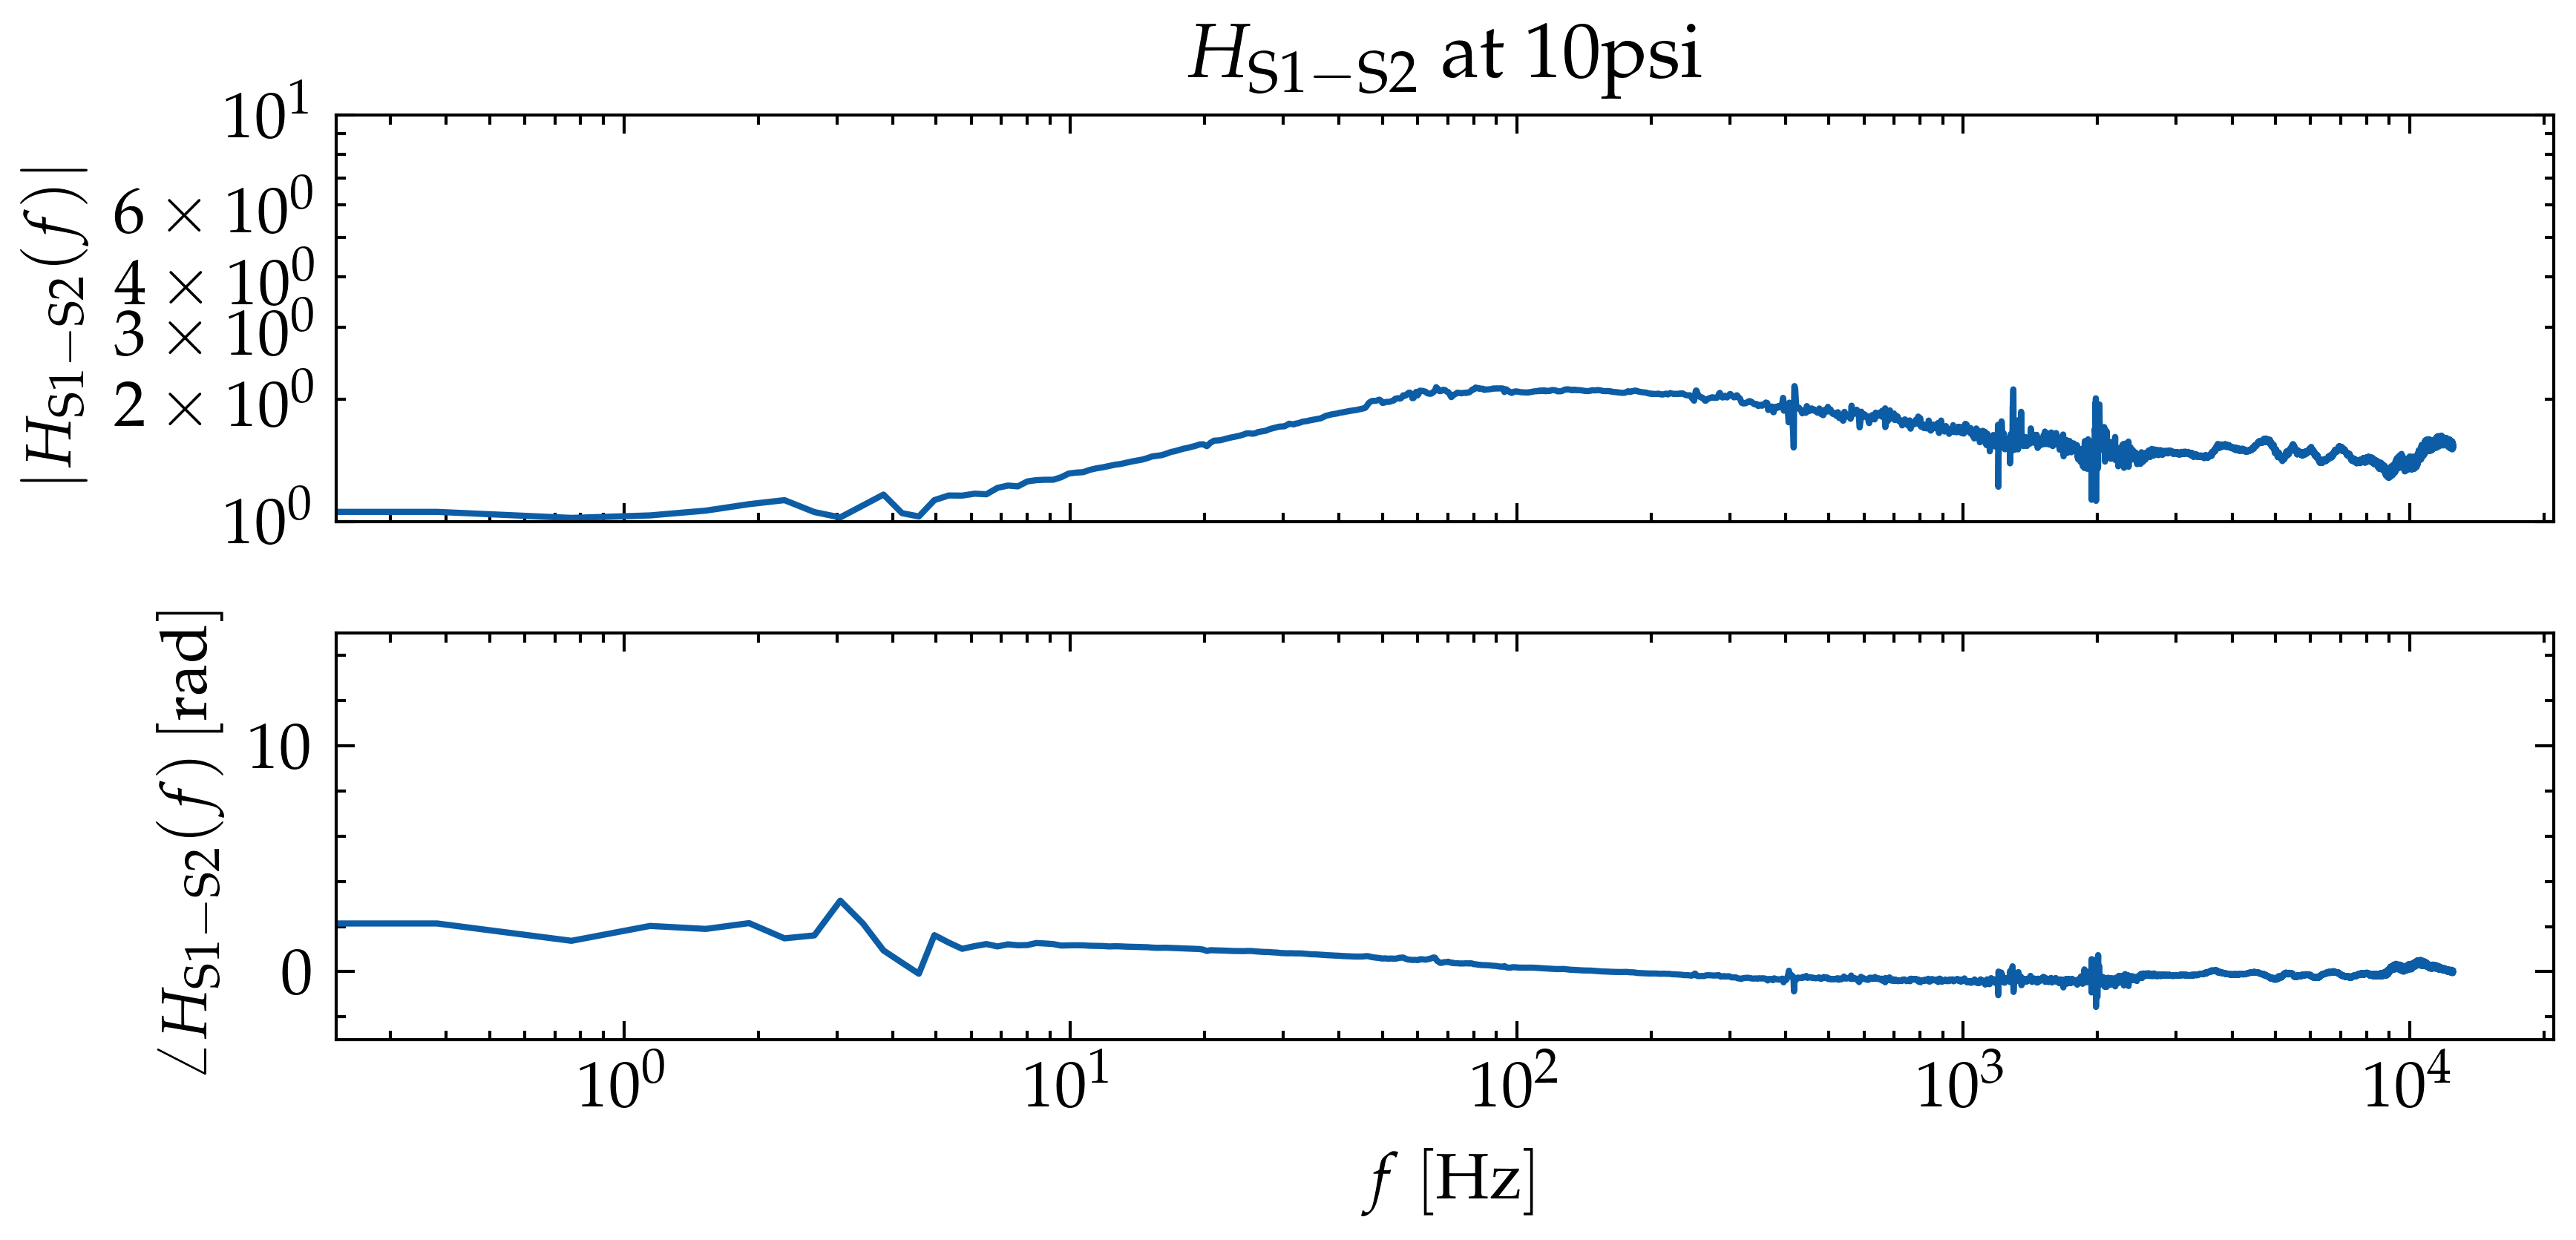 H_{S1−S2} at 10psi
|H_{S1−S2}(f)|
10^1
6 × 10^0
4 × 10^0
3 × 10^0
2 × 10^0
10^0
∠H_{S1−S2}(f) [rad]
10
0
10^0 10^1 10^2 10^3 10^4
f [Hz]